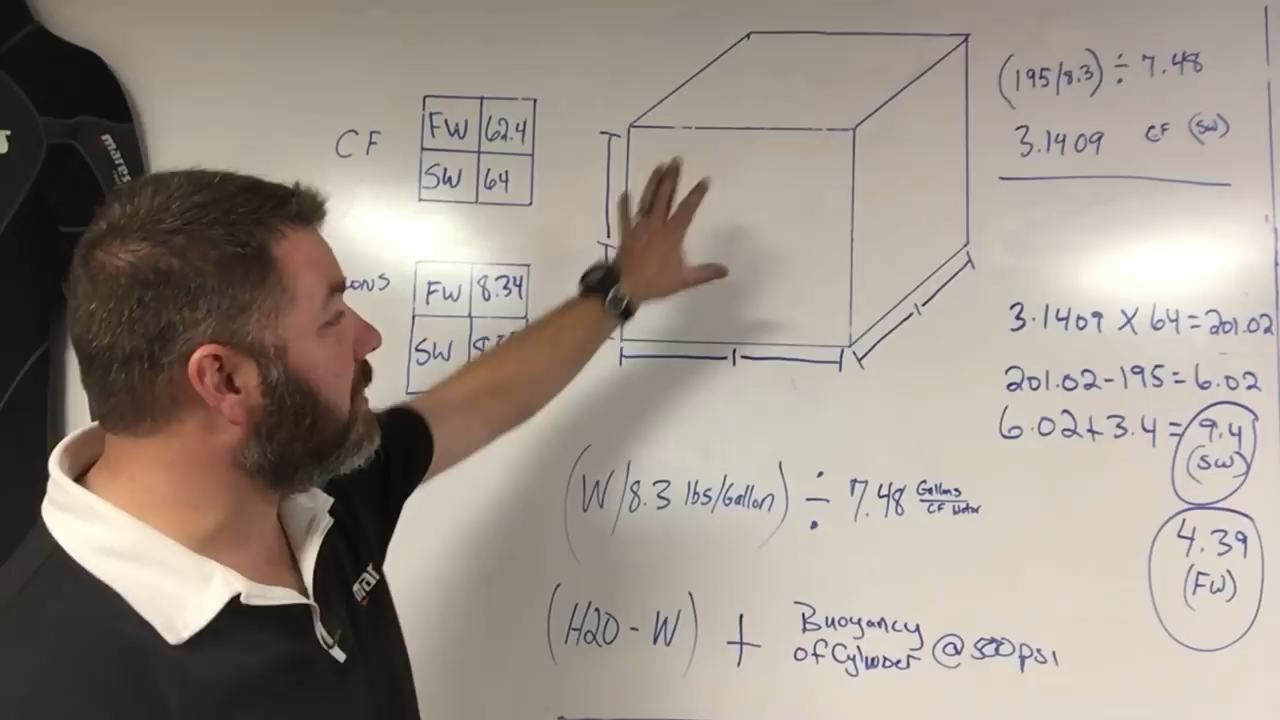 mares
CF
FW 62.4
SW 64
FW 8.34
SW
(195/8.3) ÷ 7.48
3.1409 CF (SW)
3.1409 X 64=201.02
201.02-195=6.02
6.02+3.4=9.4
(SW)
4.39
(FW)
(W/8.3 lbs/Gallon) ÷ 7.48 Gallons
CF Water
(H2O - W) + Buoyancy
of Cylinder @500psi
mar